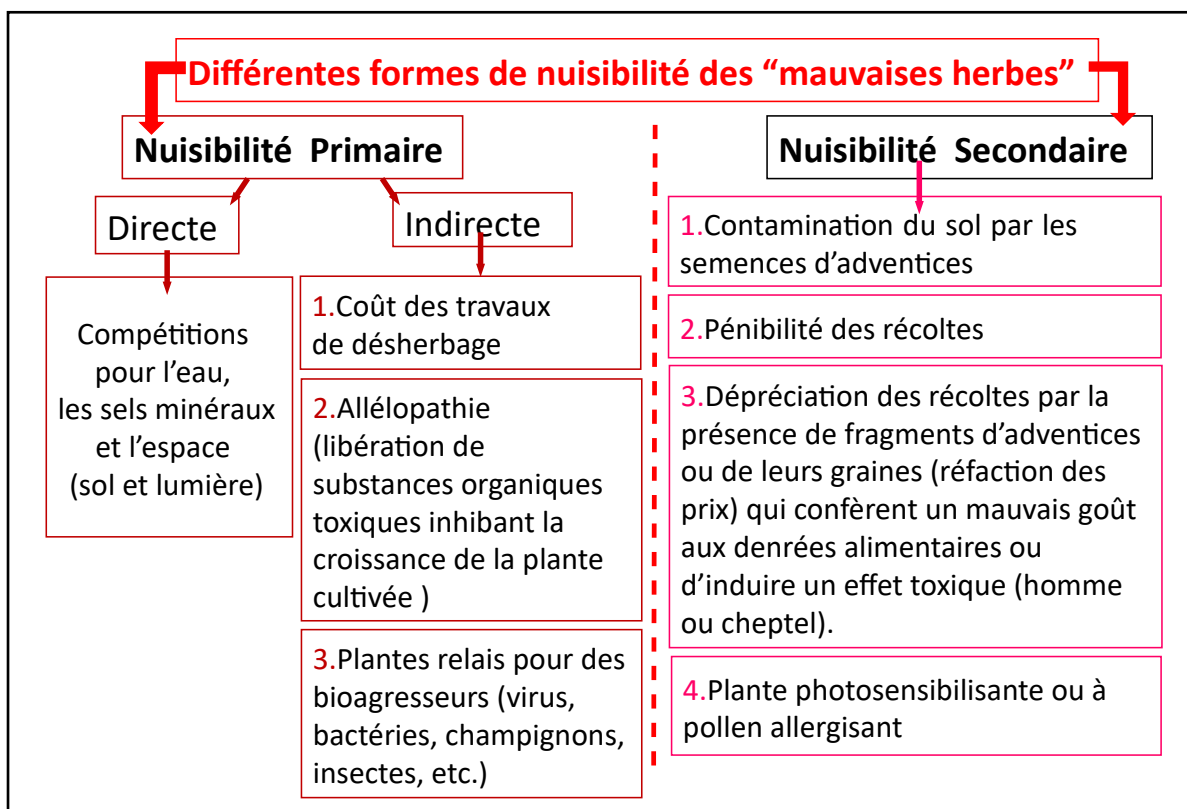 Différentes formes de nuisibilité des “mauvaises herbes”
Nuisibilité Primaire
Directe
Compétitions
pour l’eau,
les sels minéraux
et l’espace
(sol et lumière)
Indirecte
1.Coût des travaux
de désherbage
2.Allélopathie
(libération de
substances organiques
toxiques inhibant la
croissance de la plante
cultivée )
3.Plantes relais pour des
bioagresseurs (virus,
bactéries, champignons,
insectes, etc.)
Nuisibilité Secondaire
1.Contamination du sol par les
semences d’adventices
2.Pénibilité des récoltes
3.Dépréciation des récoltes par la
présence de fragments d’adventices
ou de leurs graines (réfaction des
prix) qui confèrent un mauvais goût
aux denrées alimentaires ou
d’induire un effet toxique (homme
ou cheptel).
4.Plante photosensibilisante ou à
pollen allergisant